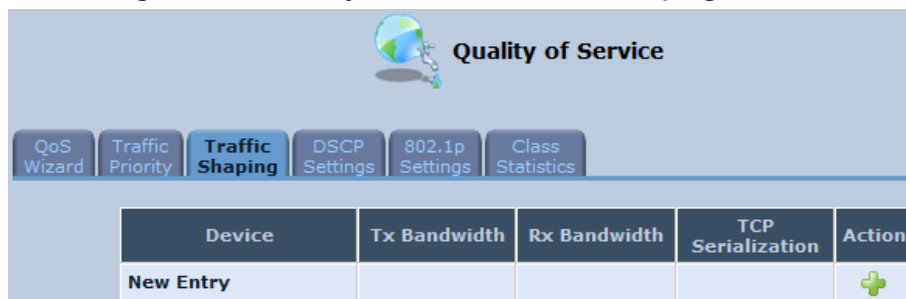 Quality of Service
QoS Wizard
Traffic Priority
Traffic Shaping
DSCP Settings
802.1p Settings
Class Statistics
Device Tx Bandwidth Rx Bandwidth TCP Serialization Action
New Entry